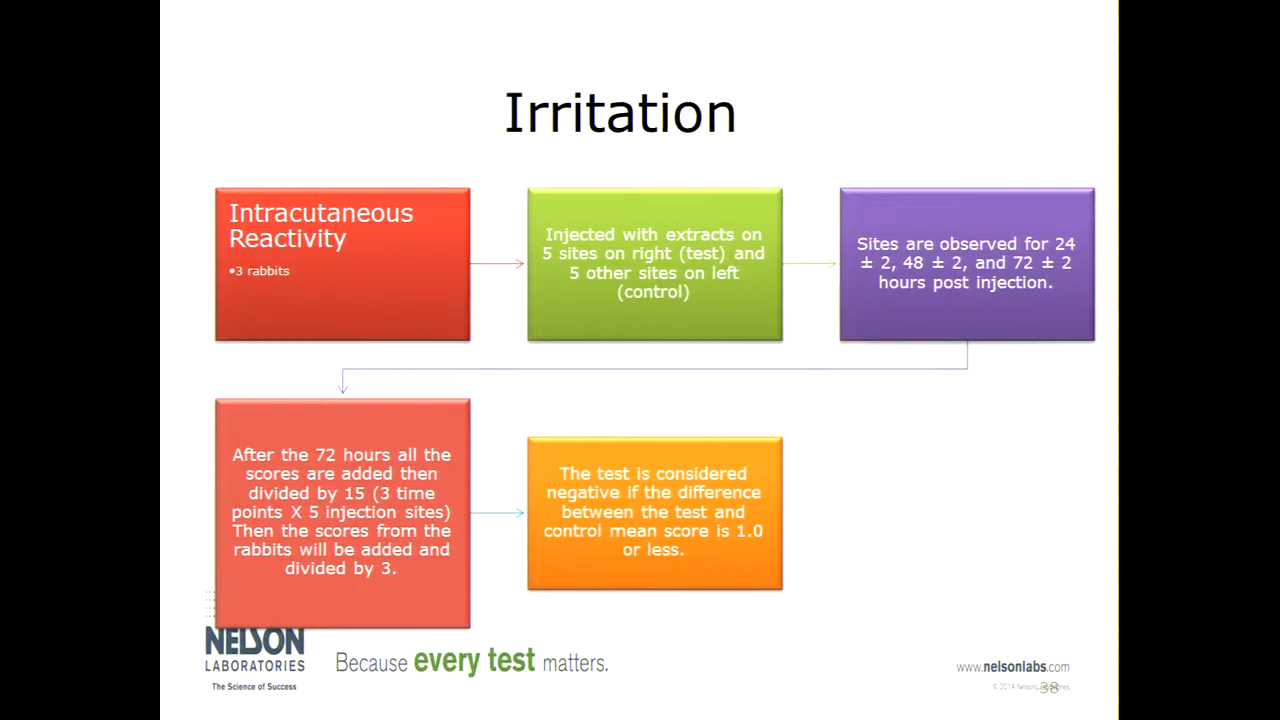 Irritation
Intracutaneous
Reactivity
•3 rabbits
Injected with extracts on
5 sites on right (test) and
5 other sites on left
(control)
Sites are observed for 24
± 2, 48 ± 2, and 72 ± 2
hours post injection.
After the 72 hours all the
scores are added then
divided by 15 (3 time
points X 5 injection sites)
Then the scores from the
rabbits will be added and
divided by 3.
The test is considered
negative if the difference
between the test and
control mean score is 1.0
or less.
NELSON
LABORATORIES
The Science of Success
Because every test matters.
www.nelsonlabs.com
© 2014 Nelson Laboratories
38